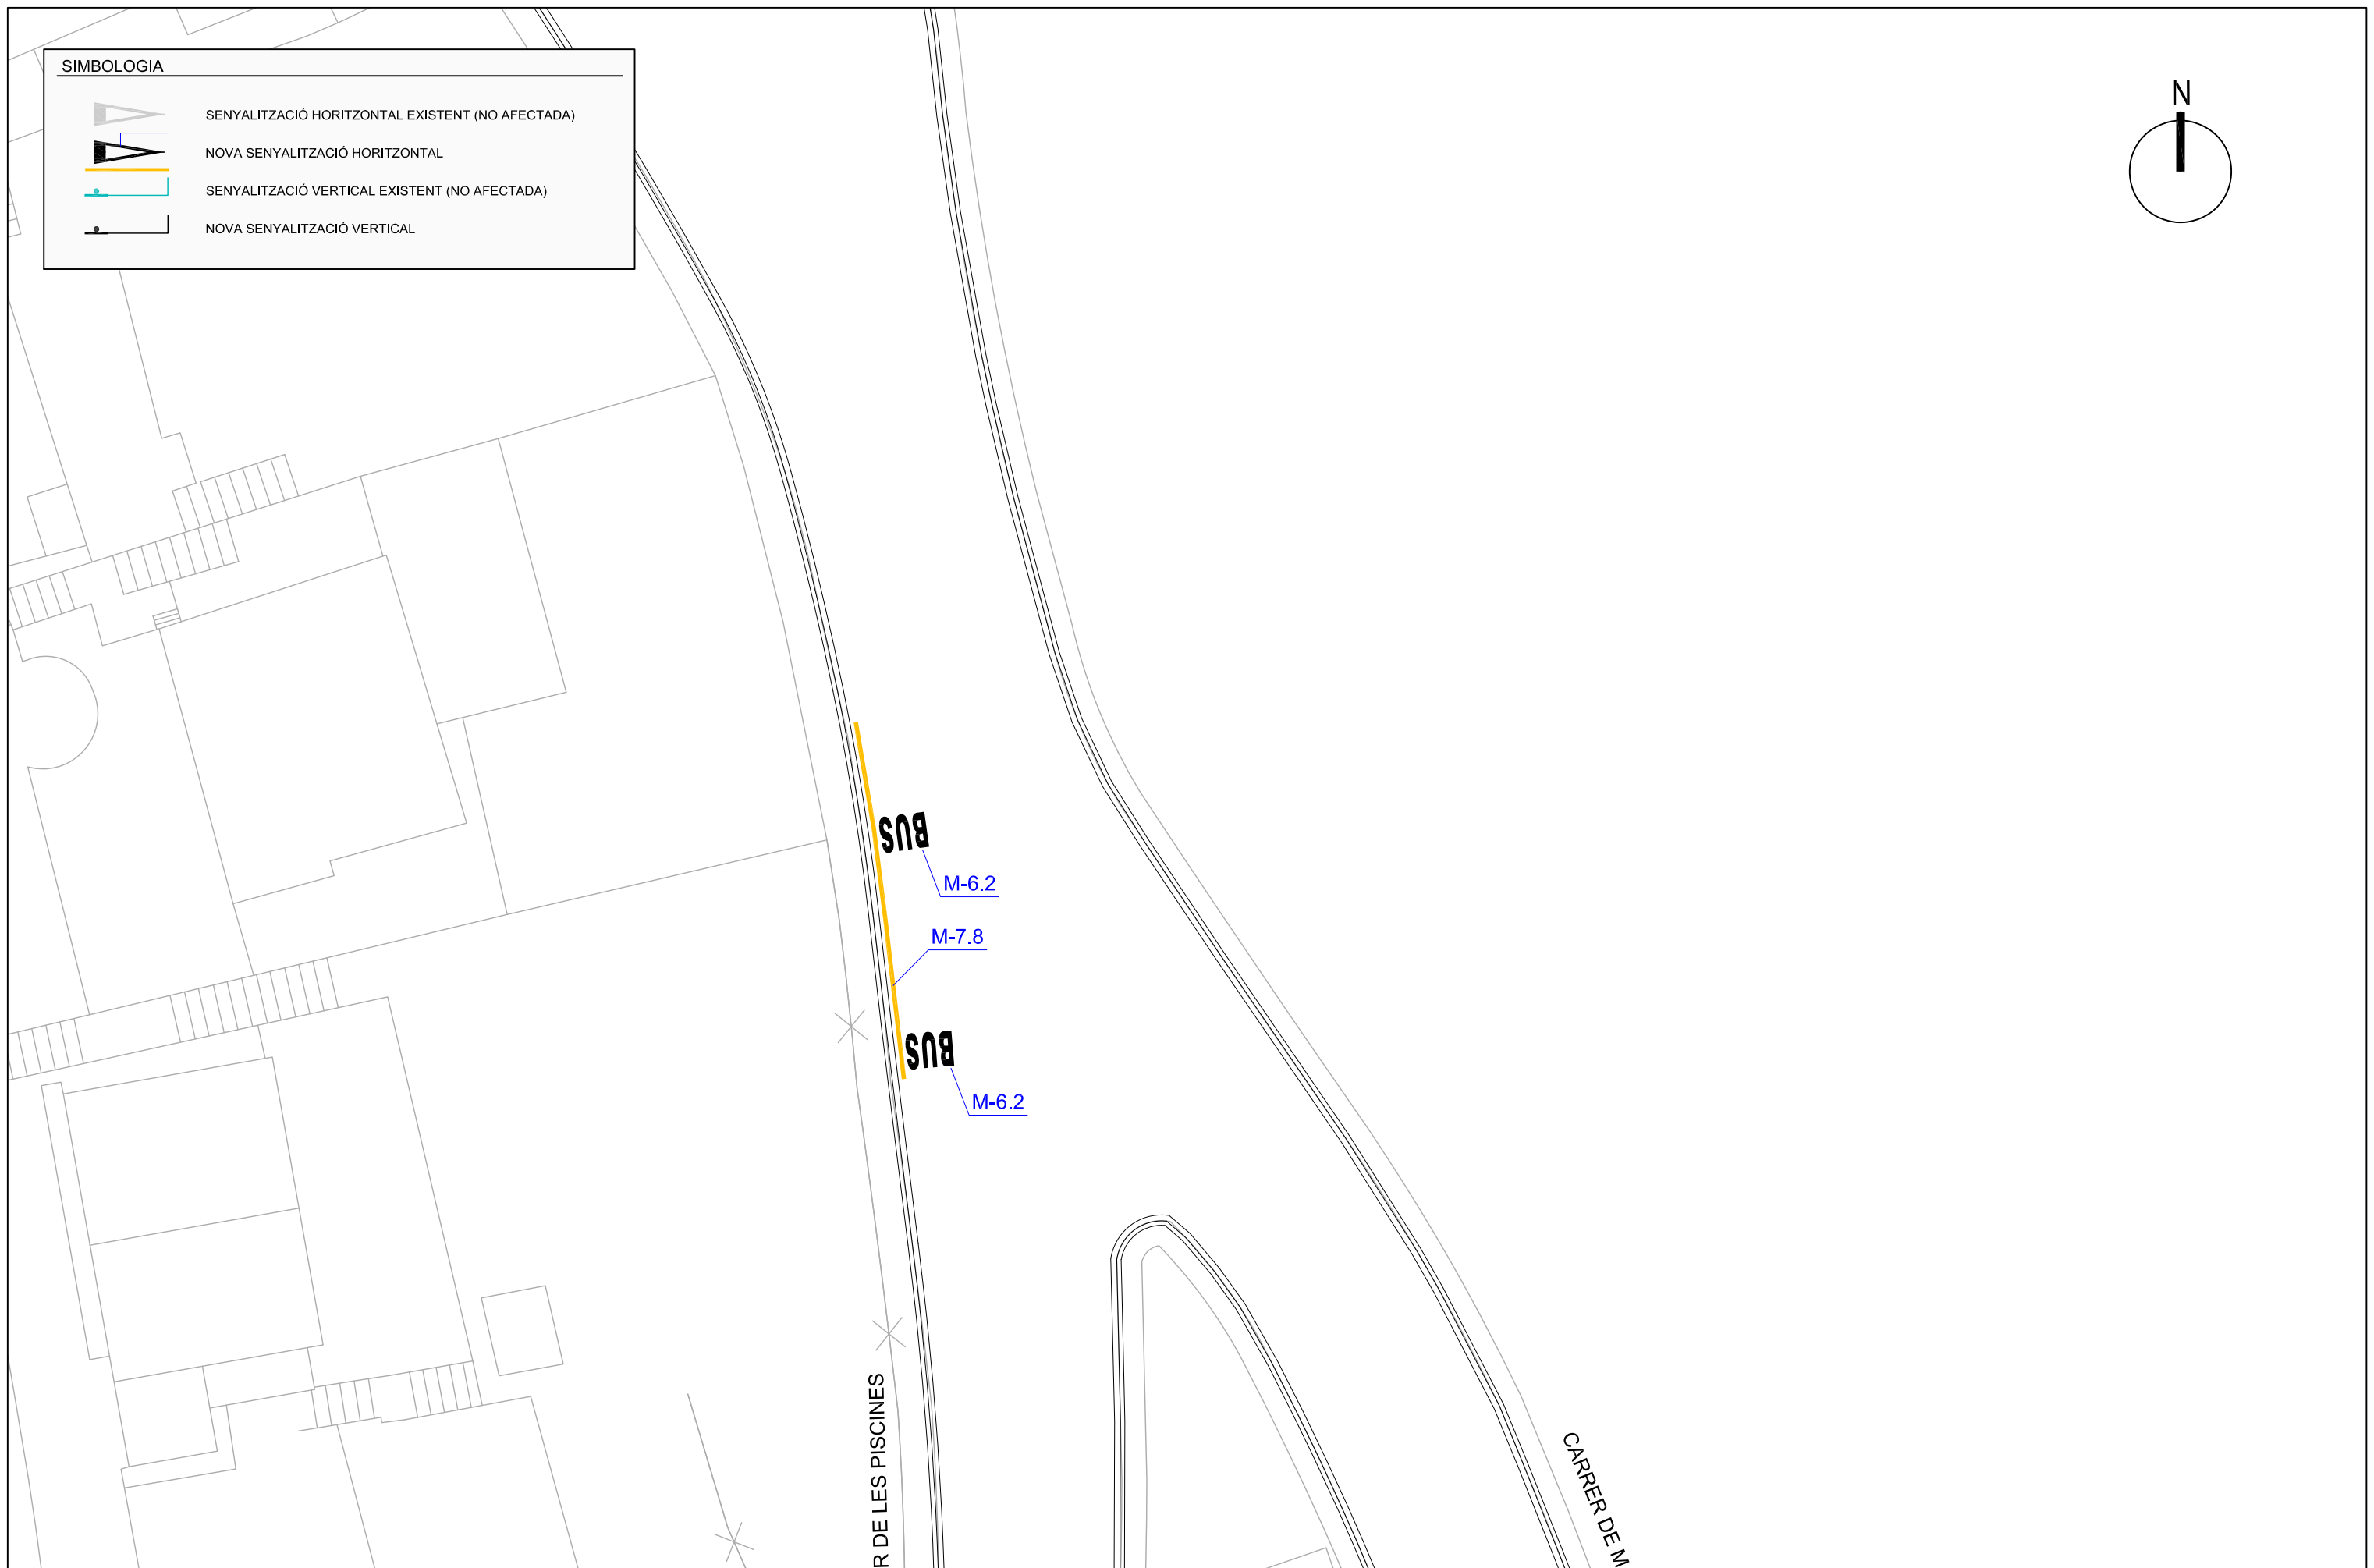 SIMBOLOGIA
SENYALITZACIÓ HORITZONTAL EXISTENT (NO AFECTADA)
NOVA SENYALITZACIÓ HORITZONTAL
SENYALITZACIÓ VERTICAL EXISTENT (NO AFECTADA)
NOVA SENYALITZACIÓ VERTICAL
N
BUS
M-6.2
M-7.8
BUS
M-6.2
R DE LES PISCINES
CARRER DE M